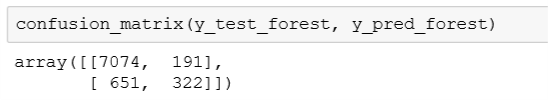 confusion_matrix(y_test_forest, y_pred_forest)
array([[7074,  191],
       [ 651,  322]])